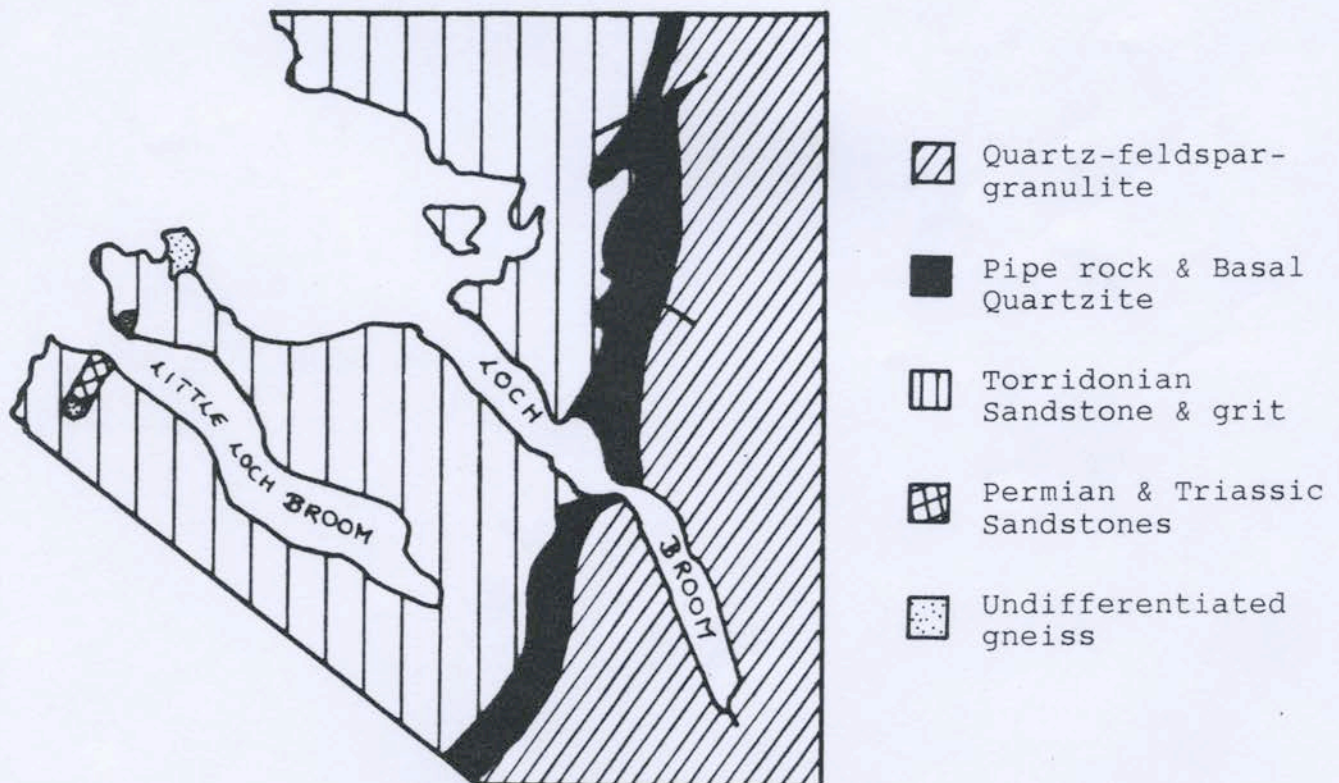 Quartz-feldspar-
granulite
Pipe rock & Basal
Quartzite
Torridonian
Sandstone & grit
Permian & Triassic
Sandstones
Undifferentiated
gneiss
LITTLE LOCH BROOM
LOCH
BROOM